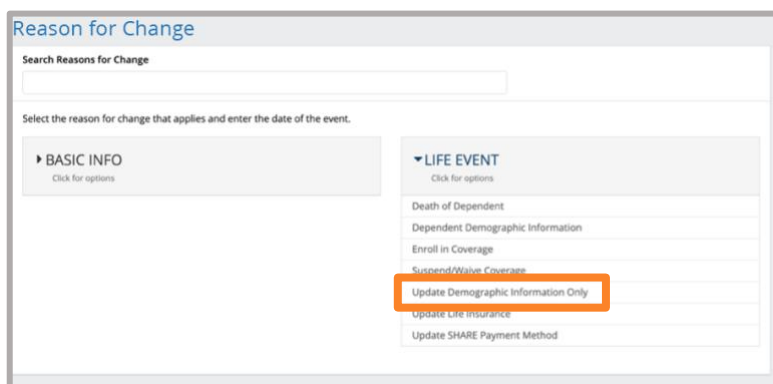 Reason for Change
Search Reasons for Change
Select the reason for change that applies and enter the date of the event.
BASIC INFO
Click for options
LIFE EVENT
Click for options
Death of Dependent
Dependent Demographic Information
Enroll in Coverage
Suspend/Waive Coverage
Update Demographic Information Only
Update Life Insurance
Update SHARE Payment Method